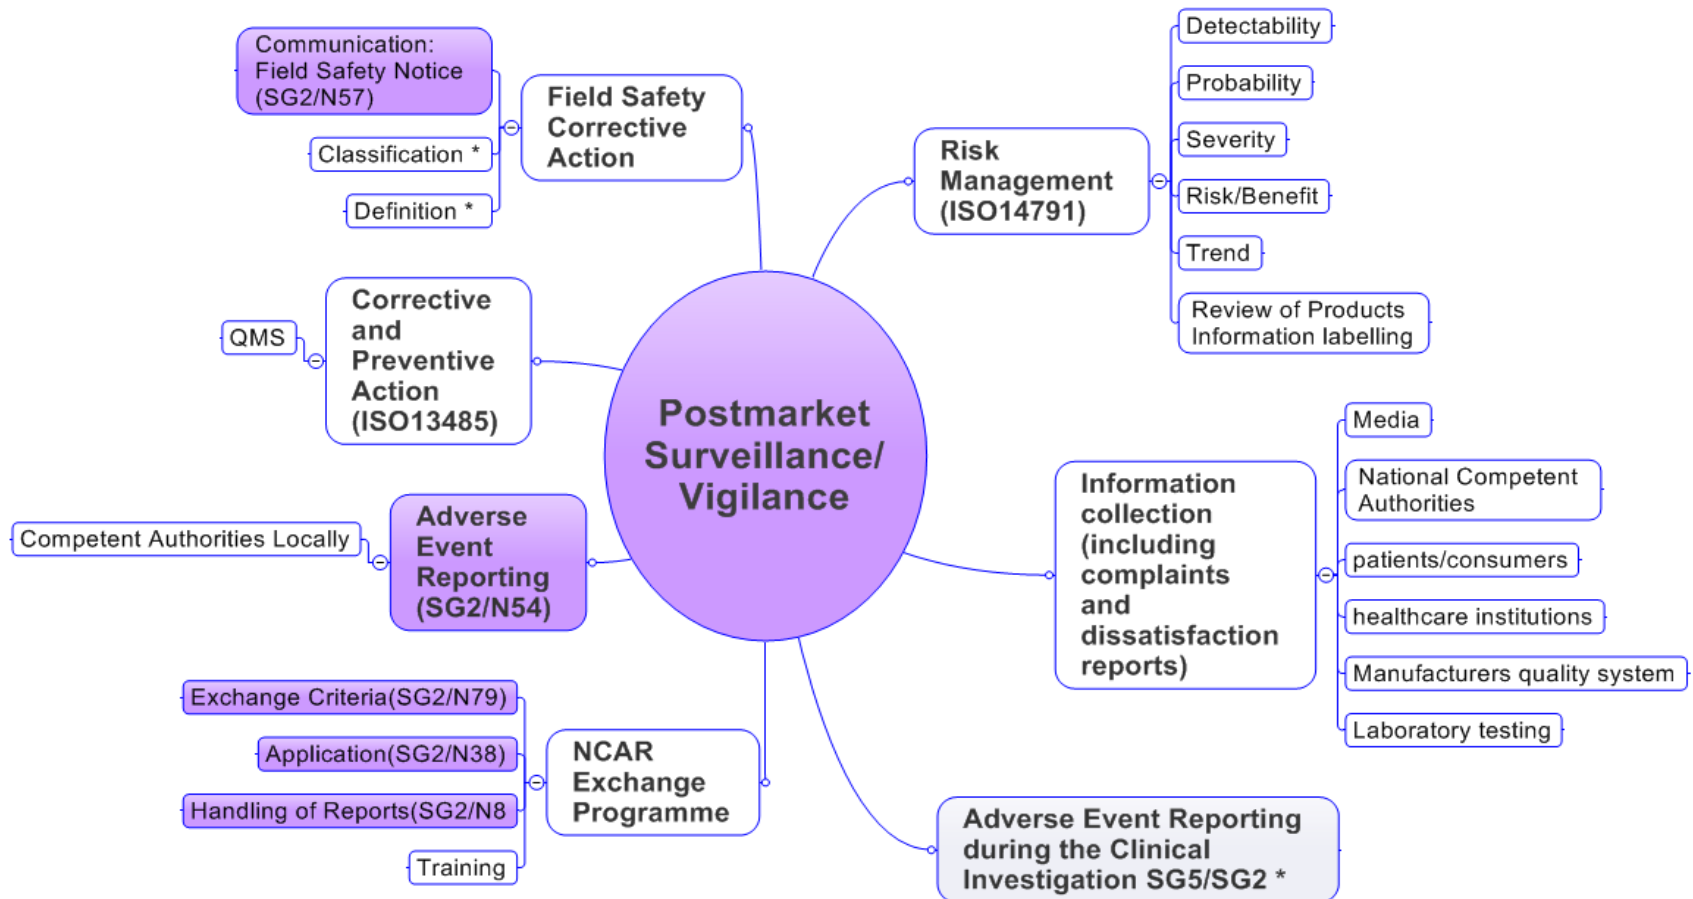 Communication:
Field Safety Notice
(SG2/N57)
Classification *
Definition *
Field Safety
Corrective
Action
QMS
Corrective
and
Preventive
Action
(ISO13485)
Competent Authorities Locally
Adverse
Event
Reporting
(SG2/N54)
Exchange Criteria(SG2/N79)
Application(SG2/N38)
Handling of Reports(SG2/N8
Training
NCAR
Exchange
Programme
Postmarket
Surveillance/
Vigilance
Risk
Management
(ISO14791)
Detectability
Probability
Severity
Risk/Benefit
Trend
Review of Products
Information labelling
Information
collection
(including
complaints
and
dissatisfaction
reports)
Media
National Competent
Authorities
patients/consumers
healthcare institutions
Manufacturers quality system
Laboratory testing
Adverse Event Reporting
during the Clinical
Investigation SG5/SG2 *